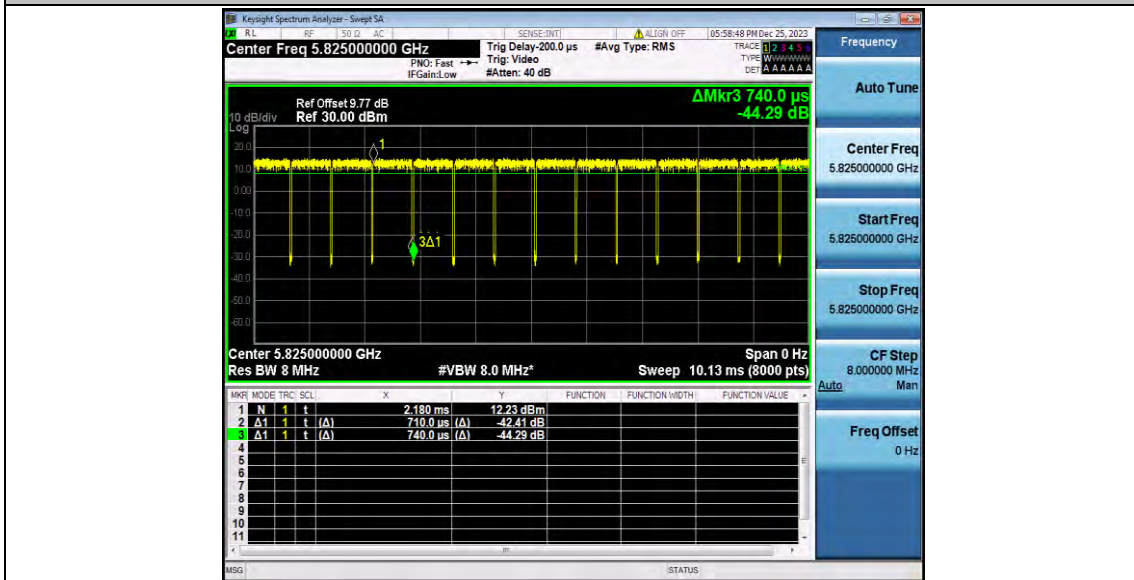 Keysight Spectrum Analyzer - Swept SA
RL RF 50 Ω AC SENSE:INT ALIGN OFF 05:58:48 PM Dec 25, 2023
Center Freq 5.825000000 GHz
PNO: Fast
IFGain:Low
Trig Delay-200.0 µs
Trig: Video
#Atten: 40 dB
#Avg Type: RMS
TRACE 1 2 3 4 5 6
TYPE WWWWWW
DET A A A A A A
Frequency
ΔMkr3 740.0 µs
-44.29 dB
Ref Offset 9.77 dB
10 dB/div Ref 30.00 dBm
Log
20.0
10.0
0.00
-10.0
-20.0
-30.0
-40.0
-50.0
-60.0
1
3Δ1
Center 5.825000000 GHz Span 0 Hz
Res BW 8 MHz #VBW 8.0 MHz* Sweep 10.13 ms (8000 pts)
MKR MODE TRC SCL X Y FUNCTION FUNCTION WIDTH FUNCTION VALUE
1 N 1 t 2.180 ms 12.23 dBm
2 Δ1 1 t (Δ) 710.0 µs (Δ) -42.41 dB
3 Δ1 1 t (Δ) 740.0 µs (Δ) -44.29 dB
4
5
6
7
8
9
10
11
MSG STATUS
Auto Tune
Center Freq
5.825000000 GHz
Start Freq
5.825000000 GHz
Stop Freq
5.825000000 GHz
CF Step
8.000000 MHz
Auto Man
Freq Offset
0 Hz